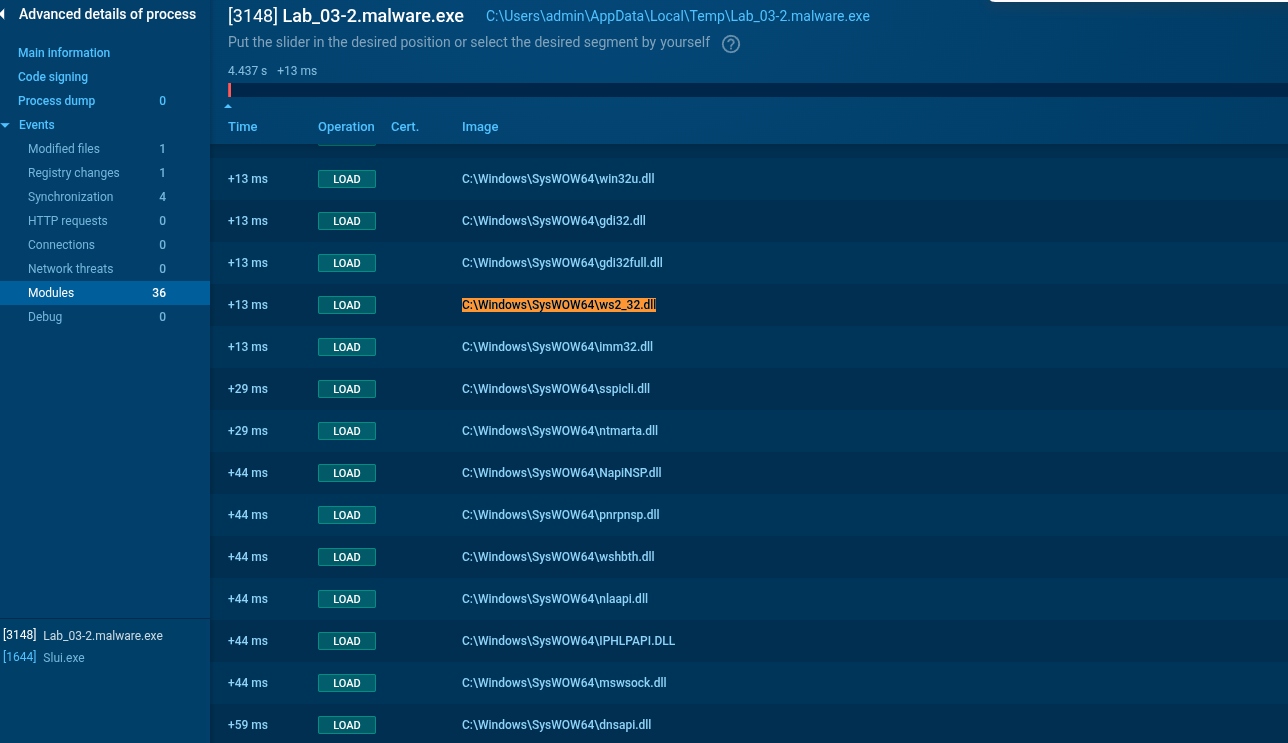 Advanced details of process
Main information
Code signing
Process dump 0
Events
Modified files 1
Registry changes 1
Synchronization 4
HTTP requests 0
Connections 0
Network threats 0
Modules 36
Debug 0
[3148] Lab_03-2.malware.exe
[1644] Slui.exe
[3148] Lab_03-2.malware.exe C:\Users\admin\AppData\Local\Temp\Lab_03-2.malware.exe
Put the slider in the desired position or select the desired segment by yourself ?
4.437 s +13 ms
Time Operation Cert. Image
+13 ms LOAD C:\Windows\SysWOW64\win32u.dll
+13 ms LOAD C:\Windows\SysWOW64\gdi32.dll
+13 ms LOAD C:\Windows\SysWOW64\gdi32full.dll
+13 ms LOAD C:\Windows\SysWOW64\ws2_32.dll
+13 ms LOAD C:\Windows\SysWOW64\imm32.dll
+29 ms LOAD C:\Windows\SysWOW64\sspicli.dll
+29 ms LOAD C:\Windows\SysWOW64\ntmarta.dll
+44 ms LOAD C:\Windows\SysWOW64\NapiNSP.dll
+44 ms LOAD C:\Windows\SysWOW64\pnrpnsp.dll
+44 ms LOAD C:\Windows\SysWOW64\wshbth.dll
+44 ms LOAD C:\Windows\SysWOW64\nlaapi.dll
+44 ms LOAD C:\Windows\SysWOW64\IPHLPAPI.DLL
+44 ms LOAD C:\Windows\SysWOW64\mswsock.dll
+59 ms LOAD C:\Windows\SysWOW64\dnsapi.dll